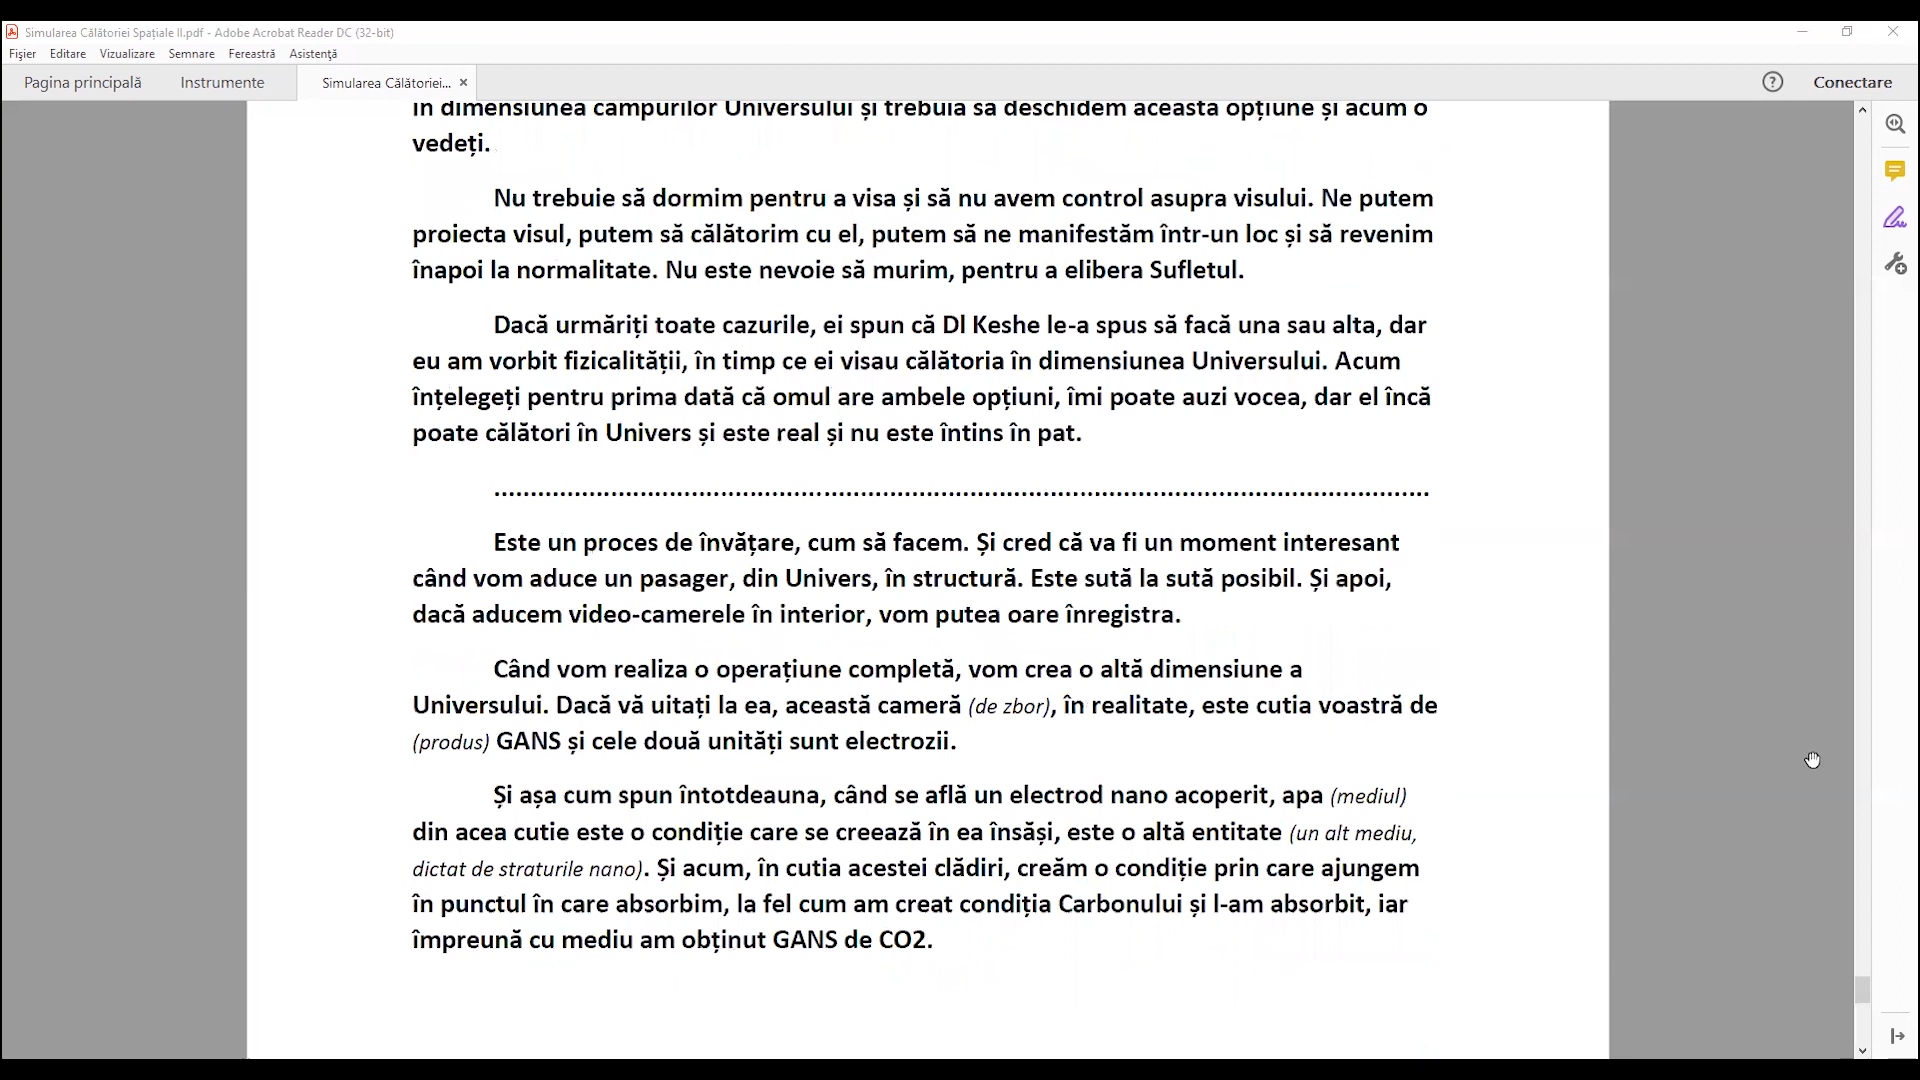 Simularea Călătoriei Spațiale II.pdf - Adobe Acrobat Reader DC (32-bit)
Fișier Editare Vizualizare Semnare Fereastră Asistență
Pagina principală Instrumente Simularea Călătoriei... × Conectare
în dimensiunea câmpurilor Universului și trebuia să deschidem această opțiune și acum o
vedeți.
Nu trebuie să dormim pentru a visa și să nu avem control asupra visului. Ne putem
proiecta visul, putem să călătorim cu el, putem să ne manifestăm într-un loc și să revenim
înapoi la normalitate. Nu este nevoie să murim, pentru a elibera Sufletul.
Dacă urmăriți toate cazurile, ei spun că Dl Keshe le-a spus să facă una sau alta, dar
eu am vorbit fizicalității, în timp ce ei visau călătoria în dimensiunea Universului. Acum
înțelegeți pentru prima dată că omul are ambele opțiuni, îmi poate auzi vocea, dar el încă
poate călători în Univers și este real și nu este întins în pat.
........................................................................................................................
Este un proces de învățare, cum să facem. Și cred că va fi un moment interesant
când vom aduce un pasager, din Univers, în structură. Este sută la sută posibil. Și apoi,
dacă aducem video-camerele în interior, vom putea oare înregistra.
Când vom realiza o operațiune completă, vom crea o altă dimensiune a
Universului. Dacă vă uitați la ea, această cameră (de zbor), în realitate, este cutia voastră de
(produs) GANS și cele două unități sunt electrozii.
Și așa cum spun întotdeauna, când se află un electrod nano acoperit, apa (mediul)
din acea cutie este o condiție care se creează în ea însăși, este o altă entitate (un alt mediu,
dictat de straturile nano). Și acum, în cutia acestei clădiri, creăm o condiție prin care ajungem
în punctul în care absorbim, la fel cum am creat condiția Carbonului și l-am absorbit, iar
împreună cu mediu am obținut GANS de CO2.